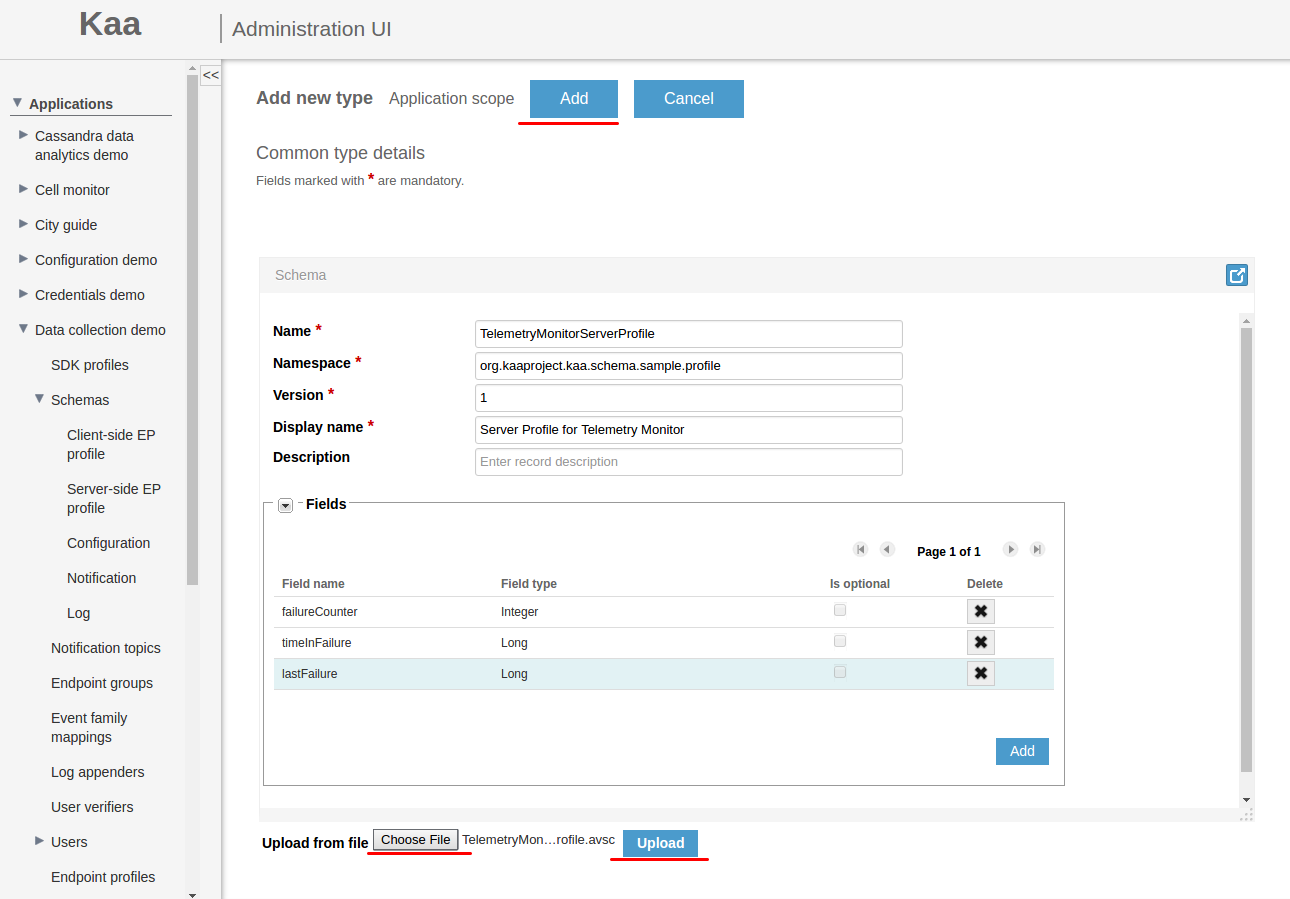 Kaa
Administration UI
<<
Applications
Cassandra data
analytics demo
Cell monitor
City guide
Configuration demo
Credentials demo
Data collection demo
SDK profiles
Schemas
Client-side EP
profile
Server-side EP
profile
Configuration
Notification
Log
Notification topics
Endpoint groups
Event family
mappings
Log appenders
User verifiers
Users
Endpoint profiles
Add new type Application scope Add Cancel
Common type details
Fields marked with * are mandatory.
Schema
Name * TelemetryMonitorServerProfile
Namespace * org.kaaproject.kaa.schema.sample.profile
Version * 1
Display name * Server Profile for Telemetry Monitor
Description Enter record description
Fields
Page 1 of 1
Field name Field type Is optional Delete
failureCounter Integer
timeInFailure Long
lastFailure Long
Add
Upload from file Choose File TelemetryMon…rofile.avsc Upload